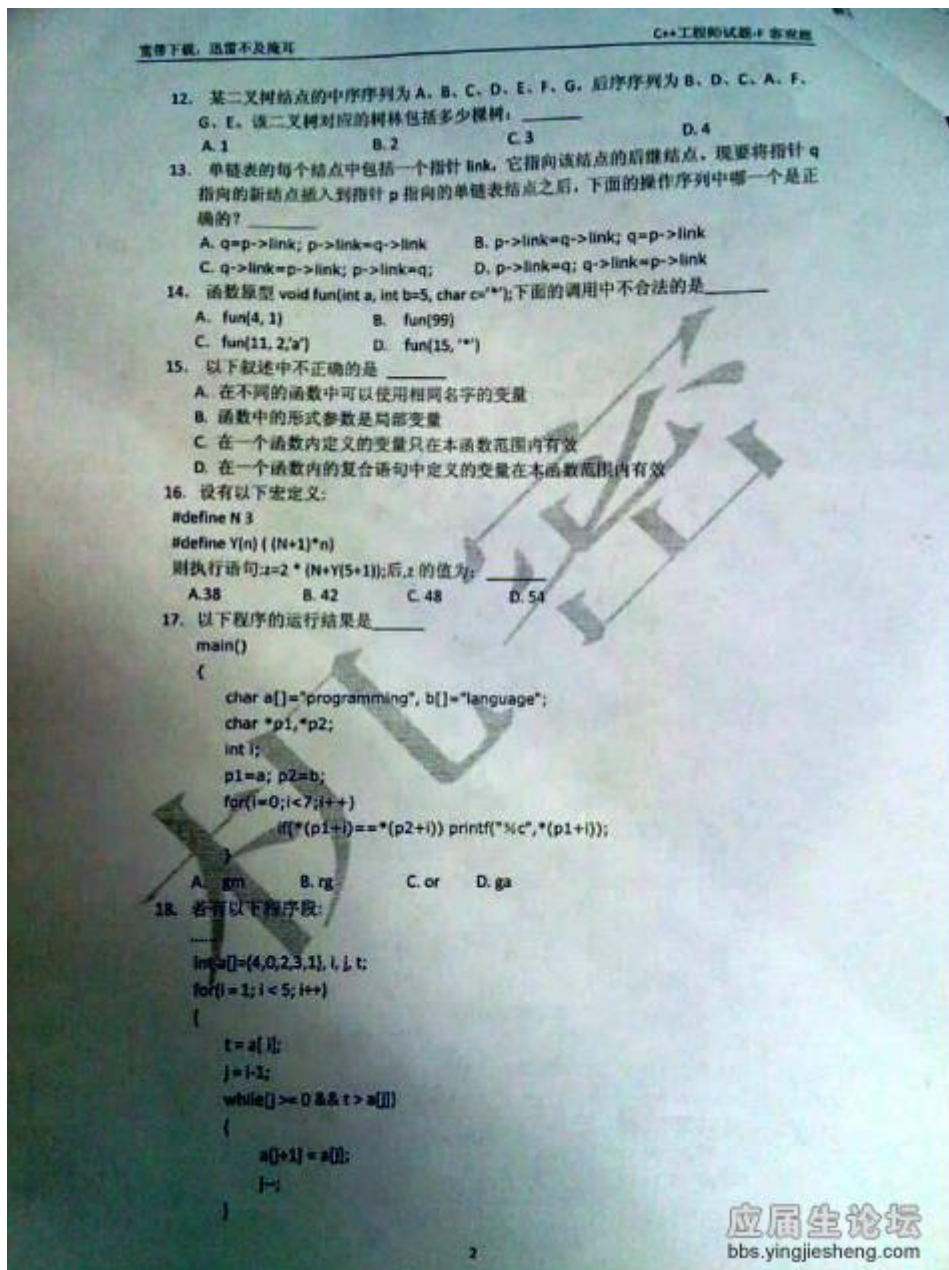 宽带下载，迅雷不及掩耳
C++工程师试题-F 客观题
12. 某二叉树结点的中序序列为 A、B、C、D、E、F、G，后序序列为 B、D、C、A、F、
G、E。该二叉树对应的树林包括多少棵树：______
A. 1 B. 2 C. 3 D. 4
13. 单链表的每个结点中包括一个指针 link，它指向该结点的后继结点。现要将指针 q
指向的新结点插入到指针 p 指向的单链表结点之后，下面的操作序列中哪一个是正
确的？______
A. q=p->link; p->link=q->link B. p->link=q->link; q=p->link
C. q->link=p->link; p->link=q; D. p->link=q; q->link=p->link
14. 函数原型 void fun(int a, int b=5, char c='*');下面的调用中不合法的是______
A. fun(4, 1) B. fun(99)
C. fun(11, 2,'a') D. fun(15, '*')
15. 以下叙述中不正确的是 ______
A. 在不同的函数中可以使用相同名字的变量
B. 函数中的形式参数是局部变量
C. 在一个函数内定义的变量只在本函数范围内有效
D. 在一个函数内的复合语句中定义的变量在本函数范围内有效
16. 设有以下宏定义:
#define N 3
#define Y(n) ( (N+1)*n)
则执行语句:z=2 * (N+Y(5+1));后,z 的值为: ______
A.38 B. 42 C. 48 D. 54
17. 以下程序的运行结果是______
main()
{
char a[]="programming", b[]="language";
char *p1,*p2;
int i;
p1=a; p2=b;
for(i=0;i<7;i++)
if(*(p1+i)==*(p2+i)) printf("%c",*(p1+i));
}
A. gm B. rg C. or D. ga
18. 若有以下程序段:
......
int a[]={4,0,2,3,1}, i, j, t;
for(i = 1; i < 5; i++)
{
t = a[ i];
j = i-1;
while(j >= 0 && t > a[j])
{
a[j+1] = a[j];
j--;
}
2
应届生论坛
bbs.yingjiesheng.com